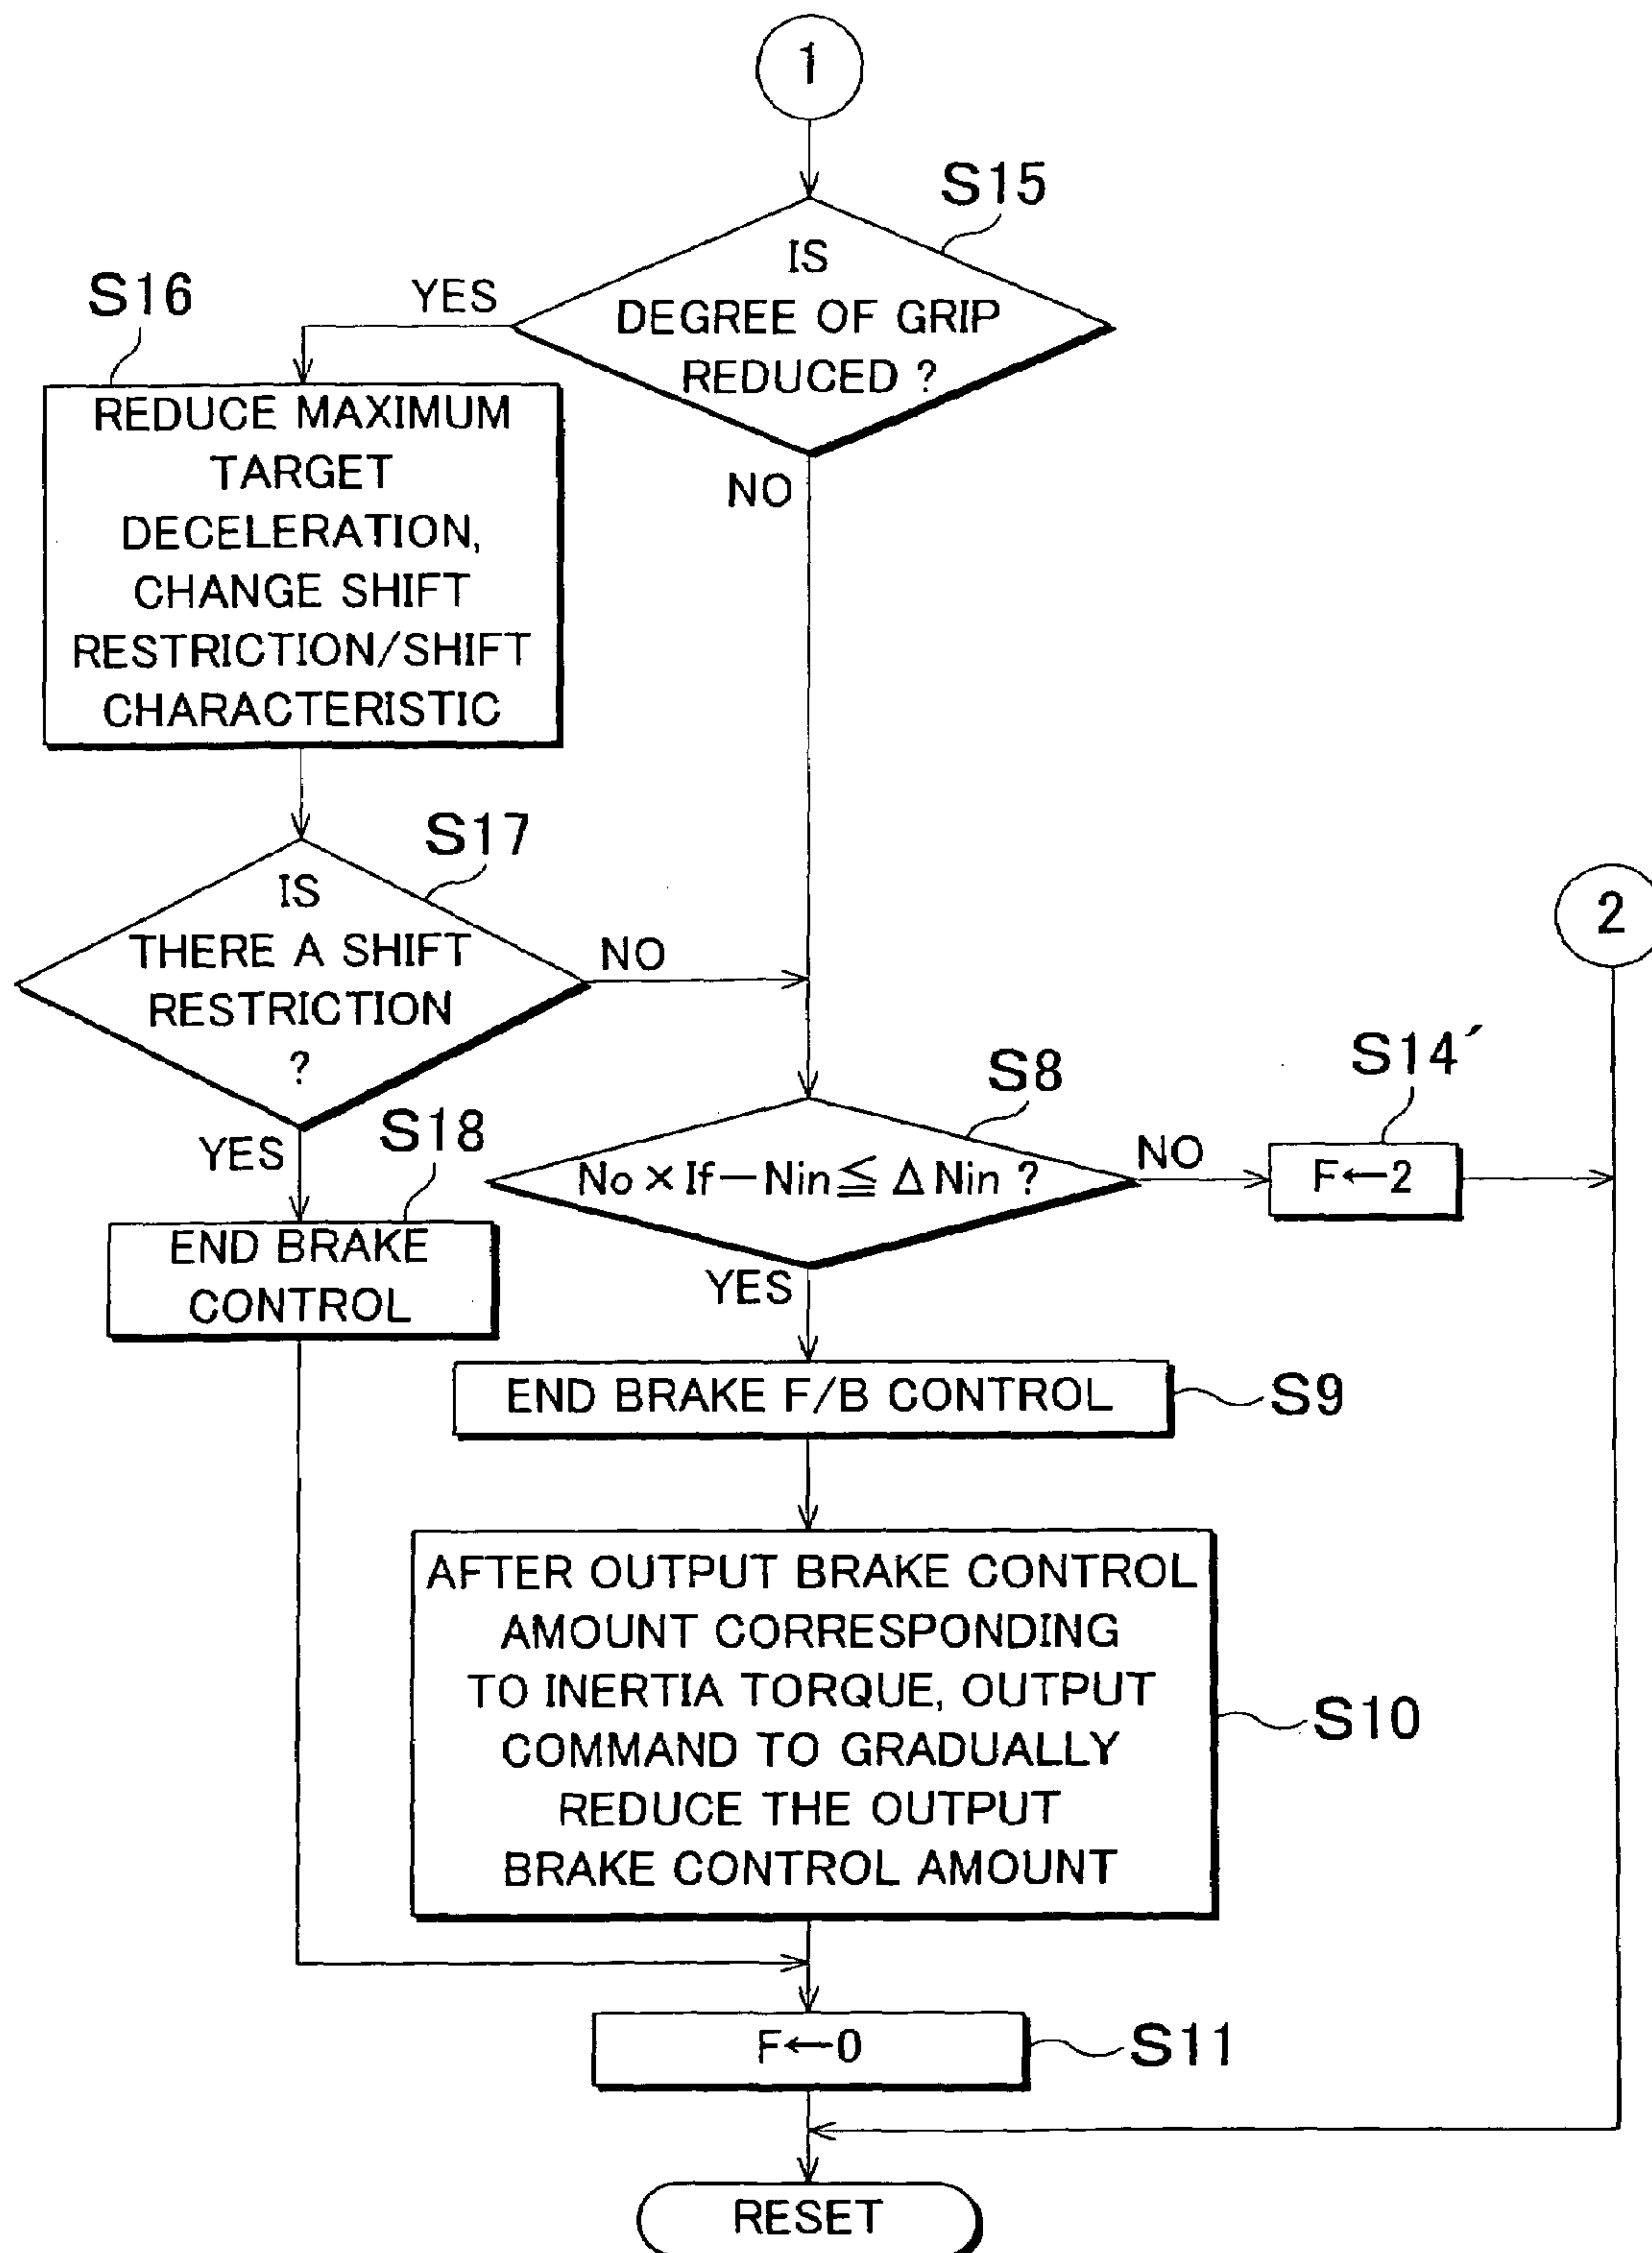 1
S15
IS
DEGREE OF GRIP
REDUCED ?
YES
S16
NO
REDUCE MAXIMUM
TARGET
DECELERATION,
CHANGE SHIFT
RESTRICTION/SHIFT
CHARACTERISTIC
S17
IS
THERE A SHIFT
RESTRICTION
?
NO
YES
2
S18
END BRAKE
CONTROL
S8
No × If − Nin ≦ Δ Nin ?
NO
S14´
F←2
YES
END BRAKE F/B CONTROL
S9
AFTER OUTPUT BRAKE CONTROL
AMOUNT CORRESPONDING
TO INERTIA TORQUE, OUTPUT
COMMAND TO GRADUALLY
REDUCE THE OUTPUT
BRAKE CONTROL AMOUNT
S10
F←0
S11
RESET